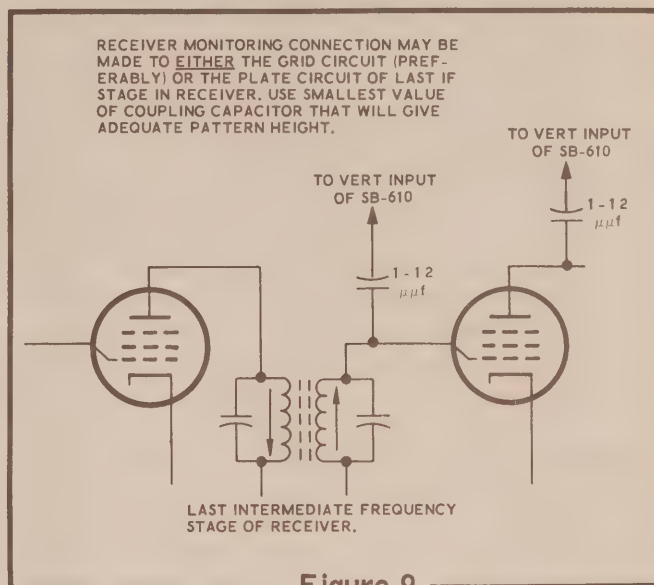 RECEIVER MONITORING CONNECTION MAY BE
MADE TO EITHER THE GRID CIRCUIT (PREF-
ERABLY) OR THE PLATE CIRCUIT OF LAST IF
STAGE IN RECEIVER. USE SMALLEST VALUE
OF COUPLING CAPACITOR THAT WILL GIVE
ADEQUATE PATTERN HEIGHT.
TO VERT INPUT
OF SB-610
1-12
μμf
TO VERT INPUT
OF SB-610
1-12
μμf
LAST INTERMEDIATE FREQUENCY
STAGE OF RECEIVER.
Figure 9